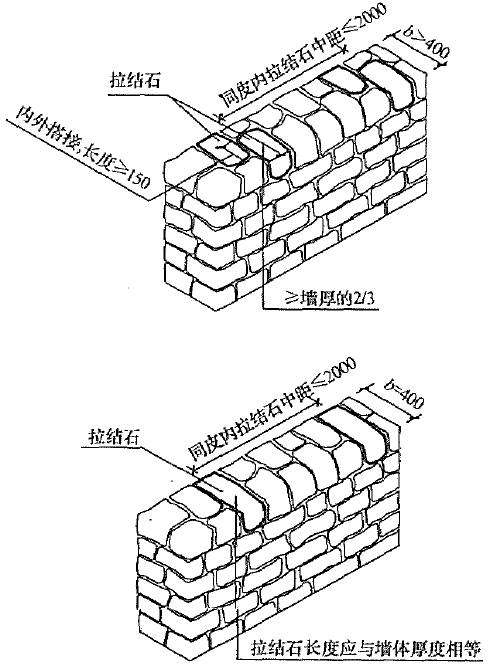 同皮内拉结石中距≤2000
b>400
拉结石
内外搭接,长度≥150
≥墙厚的2/3
同皮内拉结石中距≤2000
b=400
拉结石
拉结石长度应与墙体厚度相等